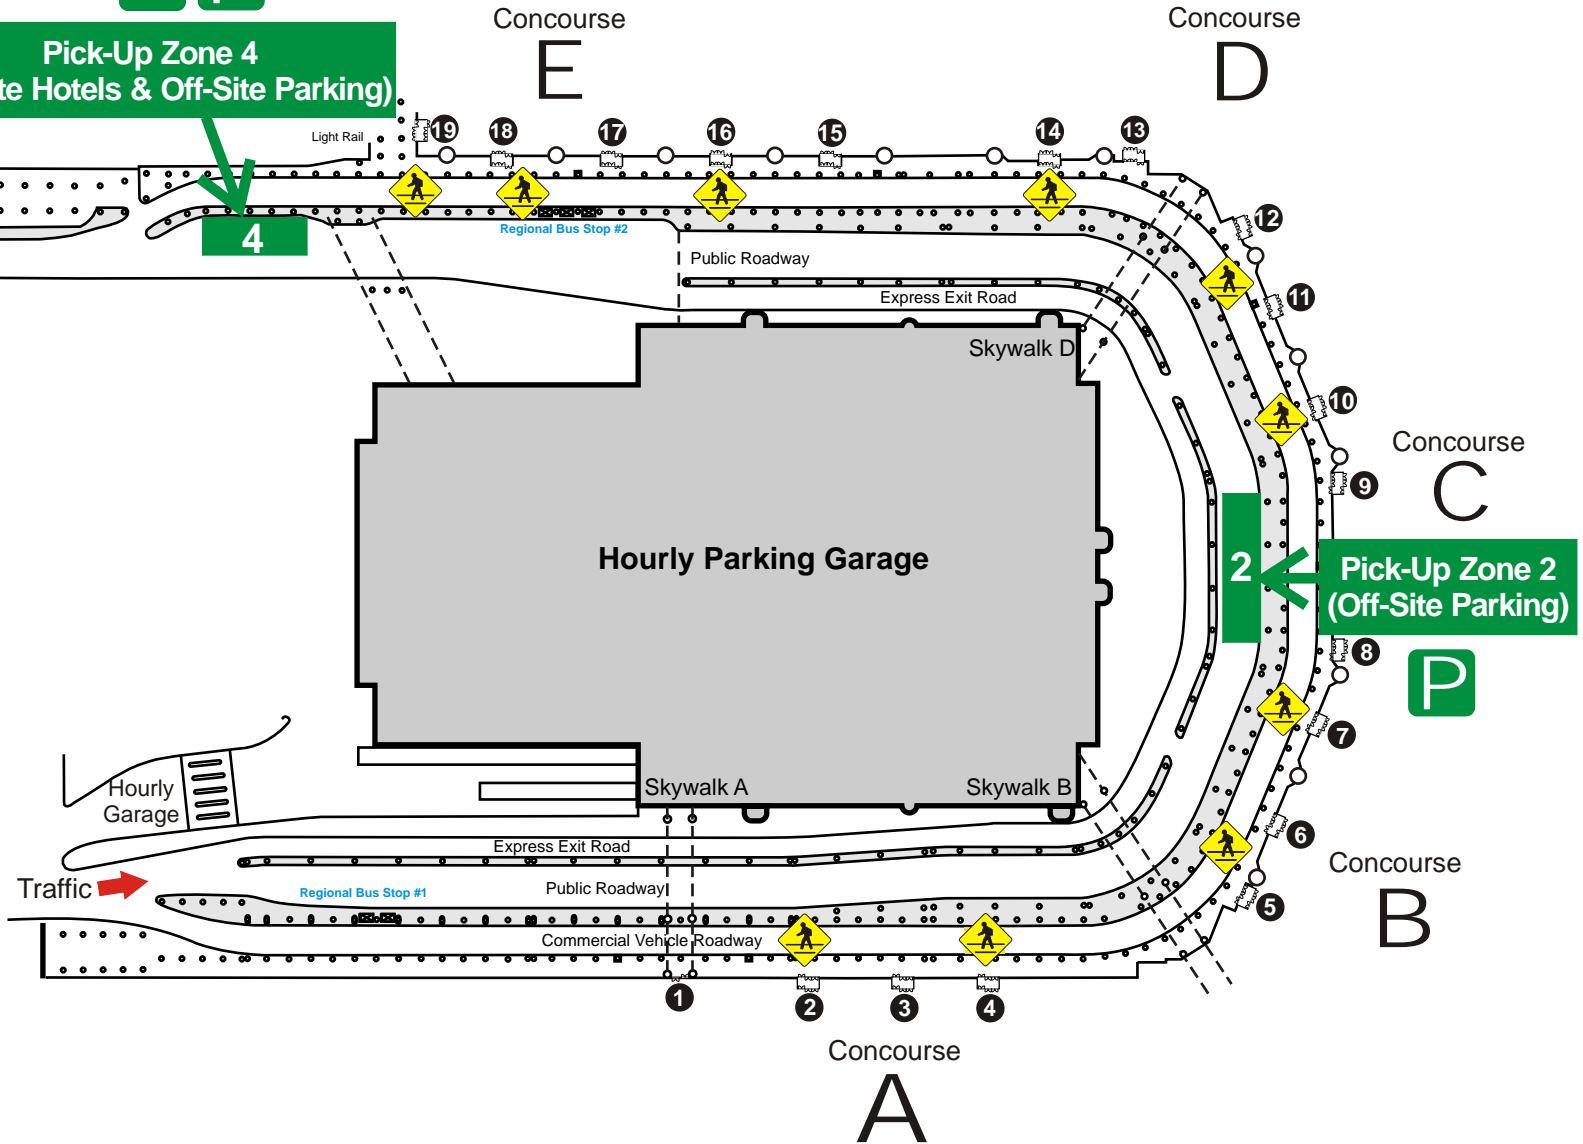 Concourse
E
Concourse
D
Pick-Up Zone 4
te Hotels & Off-Site Parking)
Light Rail
19
18
17
16
15
14
13
12
11
10
9
4
Regional Bus Stop #2
Public Roadway
Express Exit Road
Skywalk D
Concourse
C
Hourly Parking Garage
2
Pick-Up Zone 2
(Off-Site Parking)
P
8
7
6
5
Hourly
Garage
Skywalk A
Skywalk B
Express Exit Road
Traffic
Regional Bus Stop #1
Public Roadway
Commercial Vehicle Roadway
Concourse
B
1
2
3
4
Concourse
A